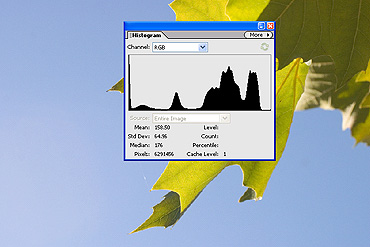 Histogram
More
Channel: RGB
Source: Entire Image
Mean: 158.50 Level:
Std Dev: 64.96 Count:
Median: 176 Percentile:
Pixels: 6291456 Cache Level: 1